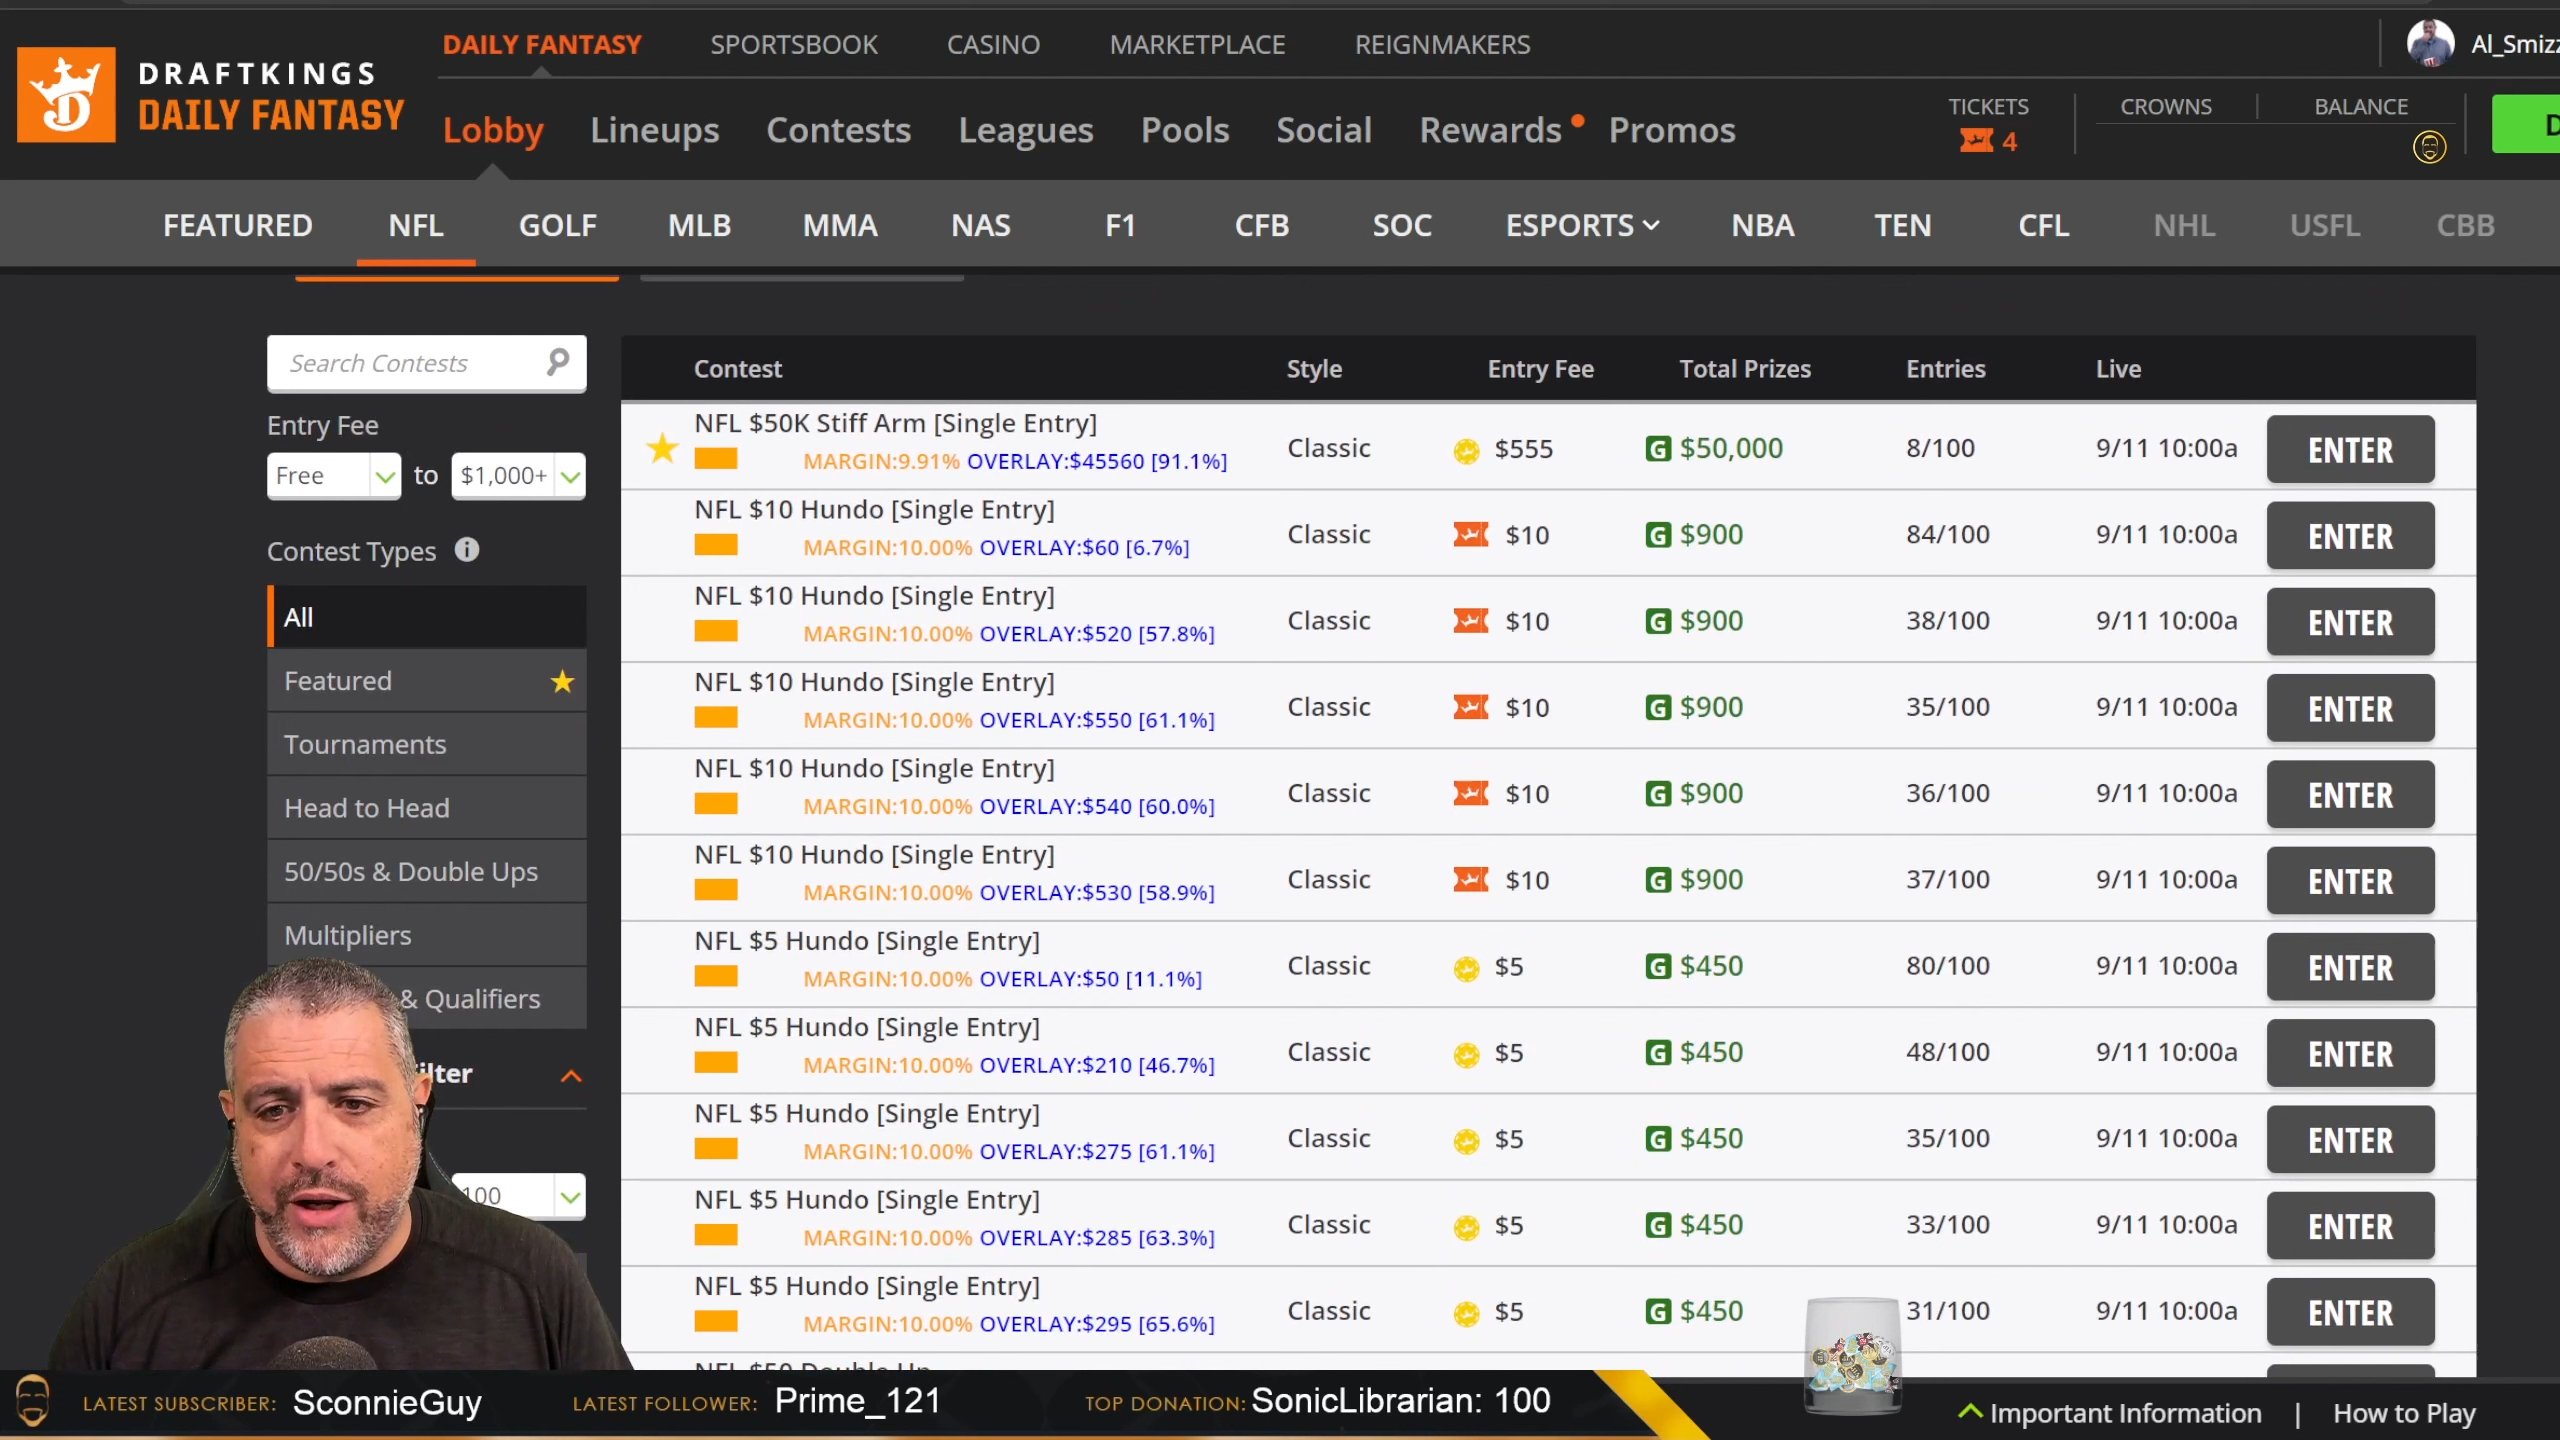 DRAFTKINGS
DAILY FANTASY
DAILY FANTASY SPORTSBOOK CASINO MARKETPLACE REIGNMAKERS
Al_Smizz
Lobby Lineups Contests Leagues Pools Social Rewards Promos
TICKETS CROWNS BALANCE
4
D
FEATURED NFL GOLF MLB MMA NAS F1 CFB SOC ESPORTS NBA TEN CFL NHL USFL CBB
Search Contests
Entry Fee
Free to $1,000+
Contest Types
All
Featured
Tournaments
Head to Head
50/50s & Double Ups
Multipliers
& Qualifiers
ilter
100
Contest Style Entry Fee Total Prizes Entries Live
NFL $50K Stiff Arm [Single Entry]
MARGIN:9.91% OVERLAY:$45560 [91.1%]
Classic $555 G $50,000 8/100 9/11 10:00a ENTER
NFL $10 Hundo [Single Entry]
MARGIN:10.00% OVERLAY:$60 [6.7%]
Classic $10 G $900 84/100 9/11 10:00a ENTER
NFL $10 Hundo [Single Entry]
MARGIN:10.00% OVERLAY:$520 [57.8%]
Classic $10 G $900 38/100 9/11 10:00a ENTER
NFL $10 Hundo [Single Entry]
MARGIN:10.00% OVERLAY:$550 [61.1%]
Classic $10 G $900 35/100 9/11 10:00a ENTER
NFL $10 Hundo [Single Entry]
MARGIN:10.00% OVERLAY:$540 [60.0%]
Classic $10 G $900 36/100 9/11 10:00a ENTER
NFL $10 Hundo [Single Entry]
MARGIN:10.00% OVERLAY:$530 [58.9%]
Classic $10 G $900 37/100 9/11 10:00a ENTER
NFL $5 Hundo [Single Entry]
MARGIN:10.00% OVERLAY:$50 [11.1%]
Classic $5 G $450 80/100 9/11 10:00a ENTER
NFL $5 Hundo [Single Entry]
MARGIN:10.00% OVERLAY:$210 [46.7%]
Classic $5 G $450 48/100 9/11 10:00a ENTER
NFL $5 Hundo [Single Entry]
MARGIN:10.00% OVERLAY:$275 [61.1%]
Classic $5 G $450 35/100 9/11 10:00a ENTER
NFL $5 Hundo [Single Entry]
MARGIN:10.00% OVERLAY:$285 [63.3%]
Classic $5 G $450 33/100 9/11 10:00a ENTER
NFL $5 Hundo [Single Entry]
MARGIN:10.00% OVERLAY:$295 [65.6%]
Classic $5 G $450 31/100 9/11 10:00a ENTER
NFL $50 Double Up
LATEST SUBSCRIBER: SconnieGuy LATEST FOLLOWER: Prime_121 TOP DONATION: SonicLibrarian: 100
Important Information | How to Play